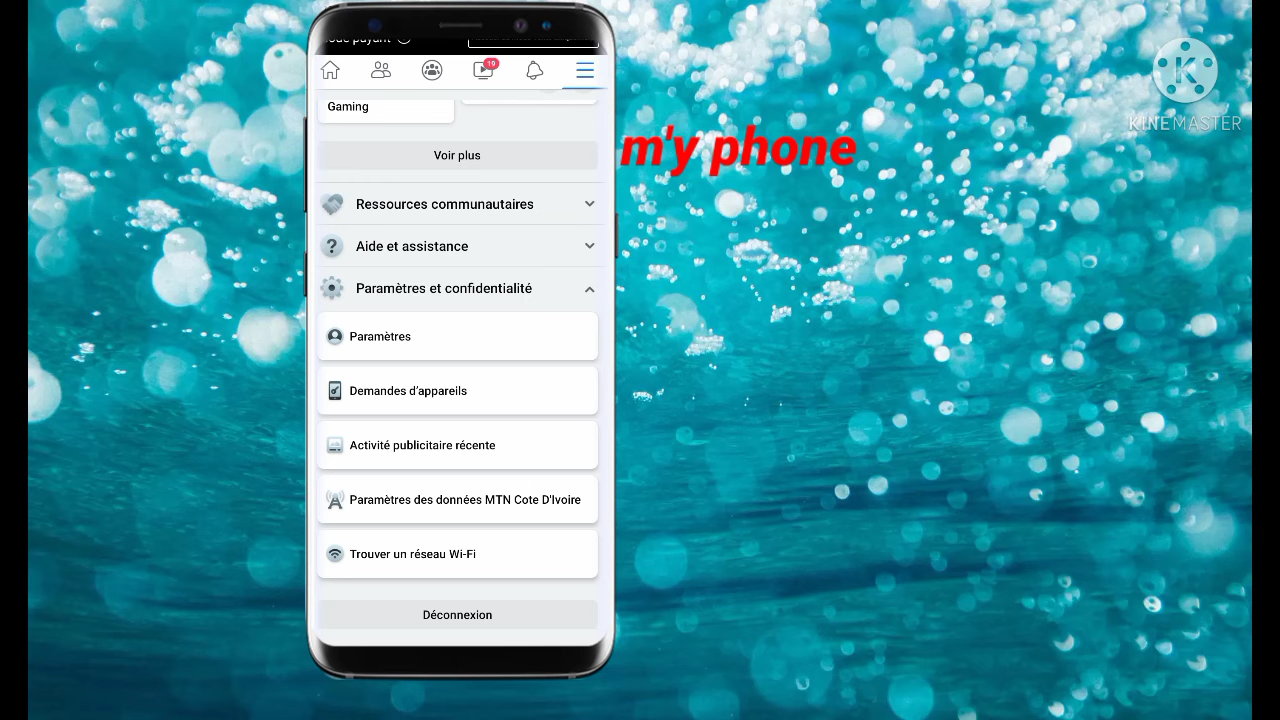 19
Gaming
Voir plus
m'y phone
KINEMASTER
Ressources communautaires
Aide et assistance
Paramètres et confidentialité
Paramètres
Demandes d'appareils
Activité publicitaire récente
Paramètres des données MTN Cote D'Ivoire
Trouver un réseau Wi-Fi
Déconnexion